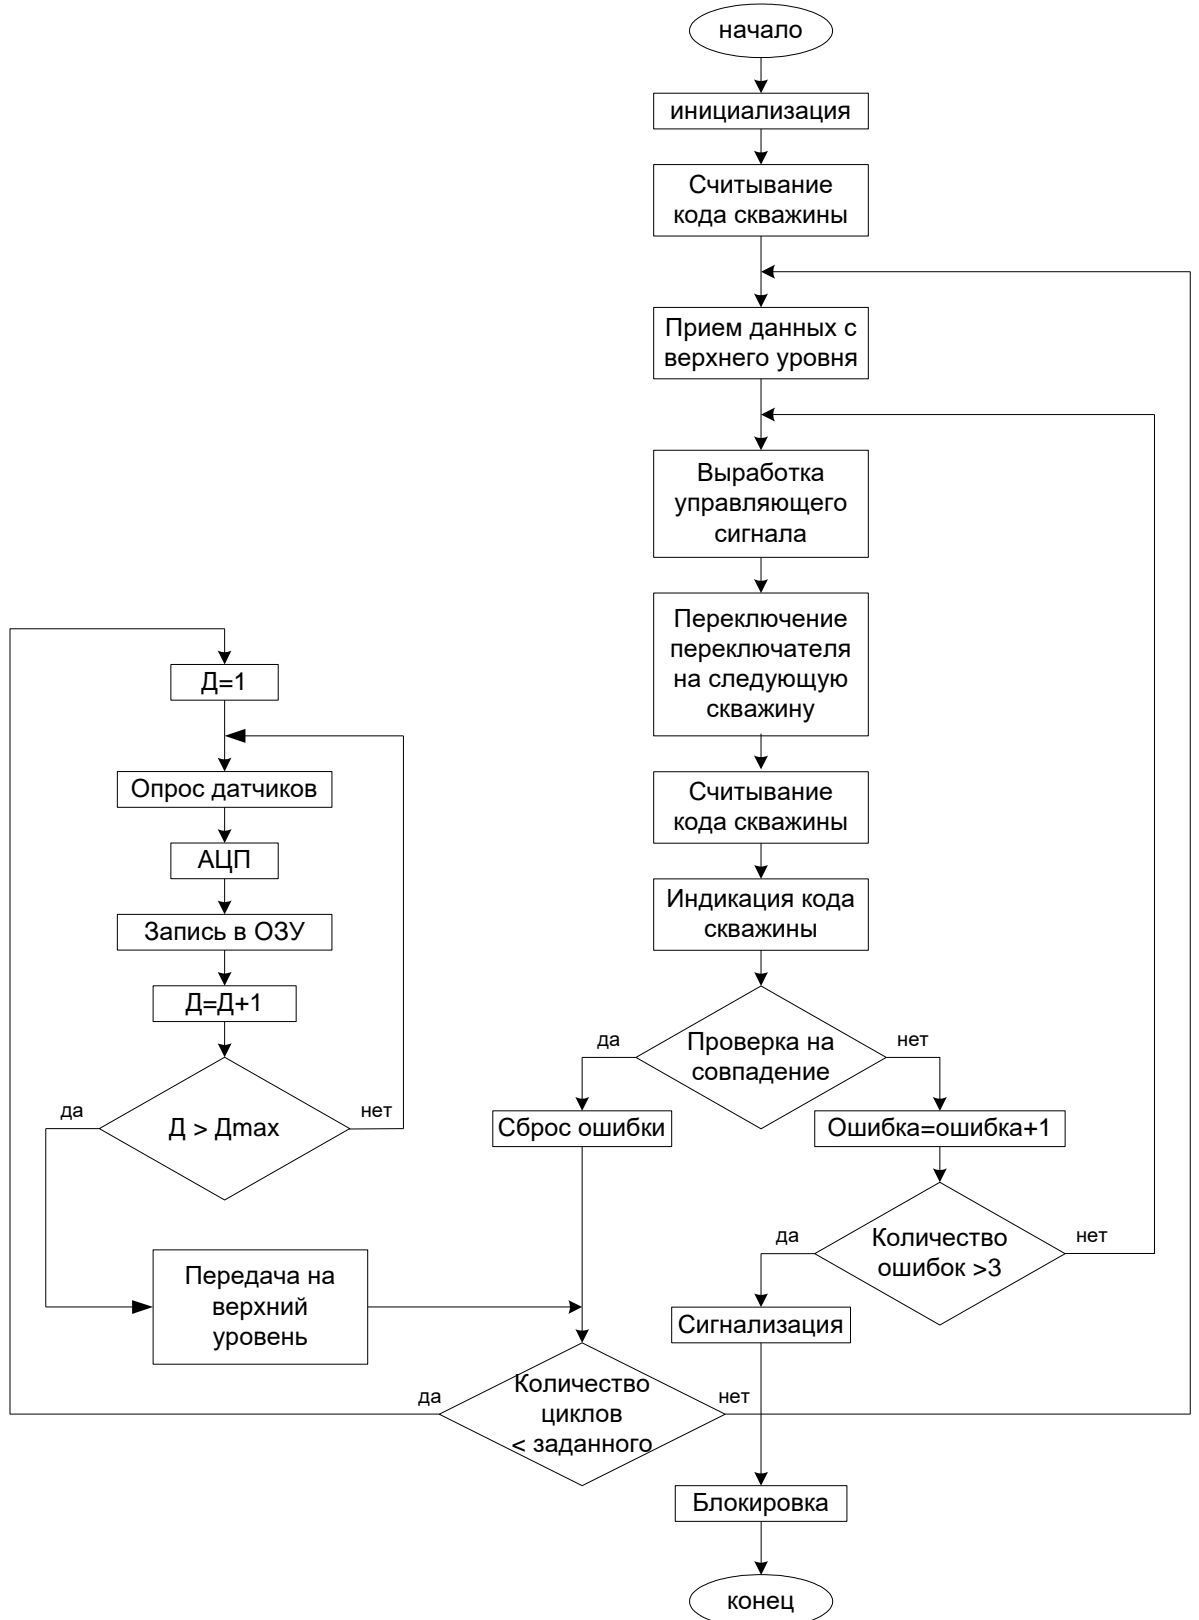 начало
инициализация
Считывание
кода скважины
Прием данных с
верхнего уровня
Выработка
управляющего
сигнала
Переключение
переключателя
на следующую
скважину
Считывание
кода скважины
Индикация кода
скважины
Проверка на
совпадение
да
нет
Сброс ошибки
Ошибка=ошибка+1
Количество
ошибок >3
да
нет
Сигнализация
Д=1
Опрос датчиков
АЦП
Запись в ОЗУ
Д=Д+1
Д > Дmax
да
нет
Передача на
верхний
уровень
Количество
циклов
< заданного
да
нет
Блокировка
конец